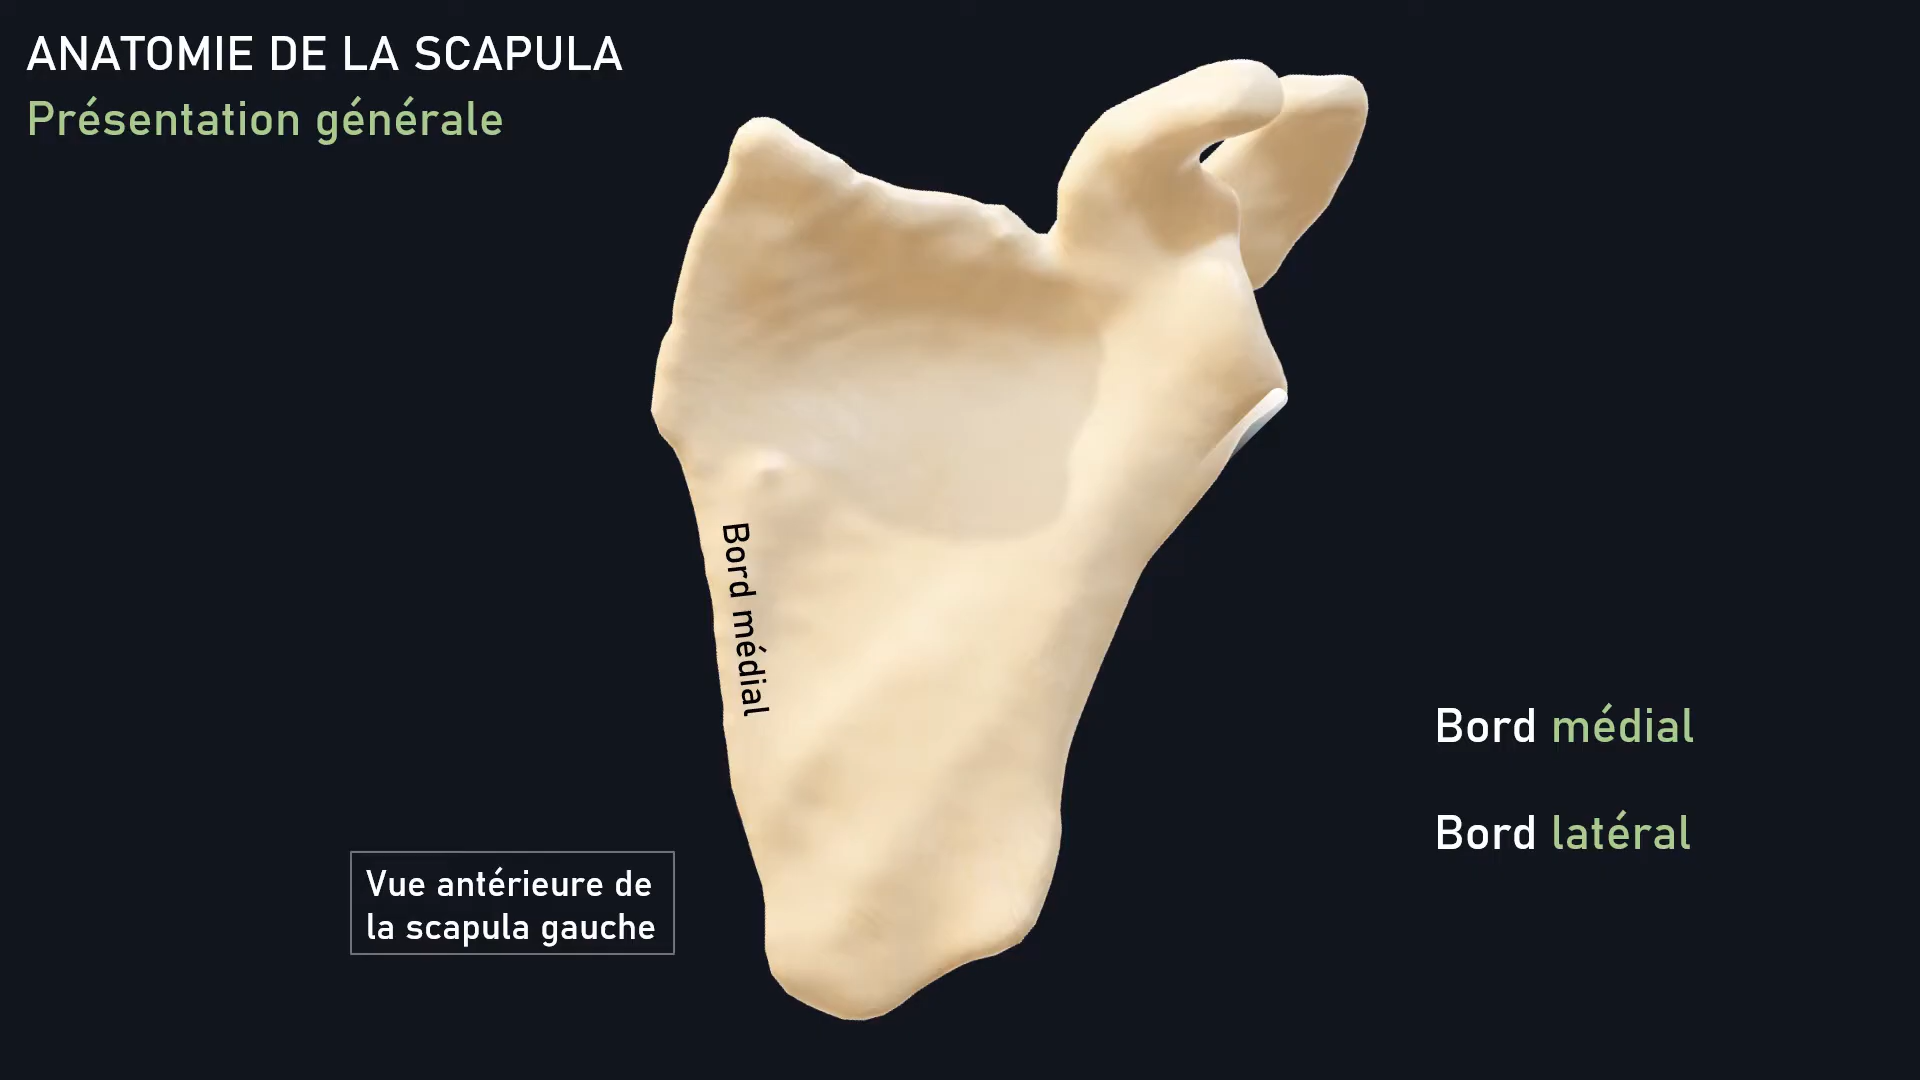 ANATOMIE DE LA SCAPULA
Présentation générale
Bord médial
Bord médial
Bord latéral
Vue antérieure de
la scapula gauche